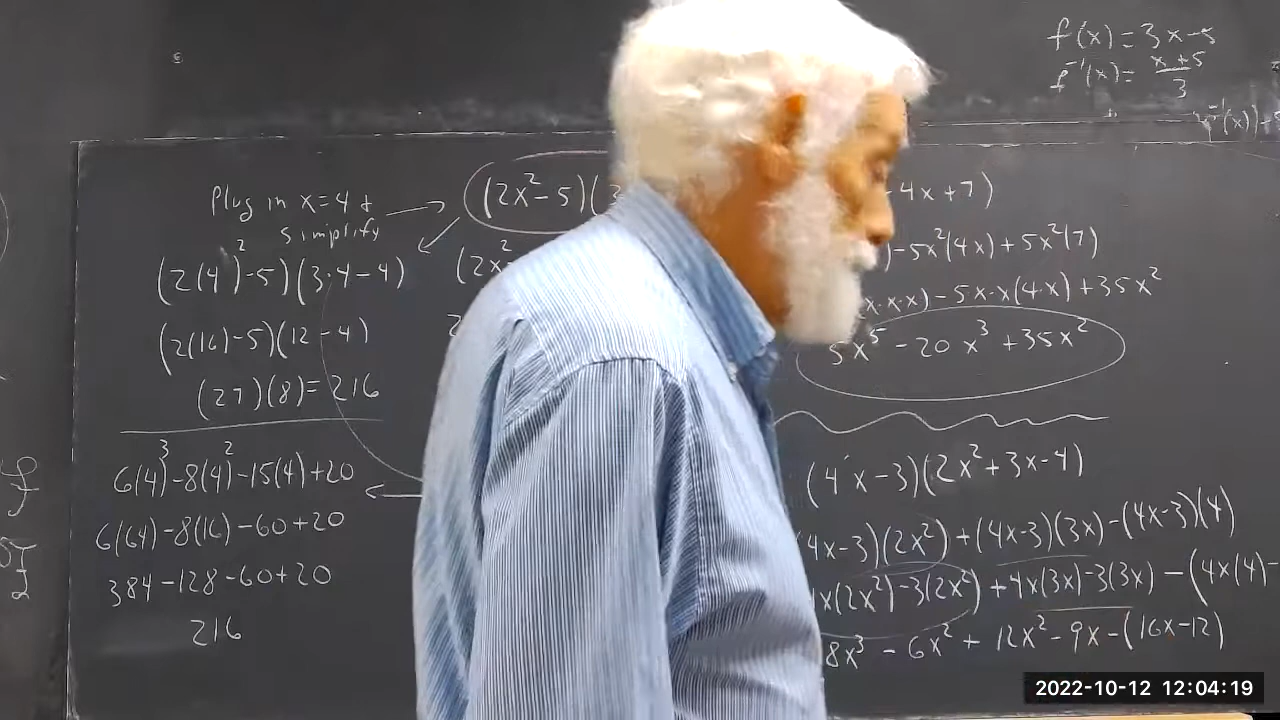 f(x) = 3x-5
f⁻¹(x) = (x+5)/3
⁻¹(x))
Plug in x=4 &
simplify
(2(4)²-5)(3·4-4)
(2(16)-5)(12-4)
(27)(8)=216
6(4)³-8(4)²-15(4)+20
6(64)-8(16)-60+20
384-128-60+20
216
(2x²-5)(
(2x²
4x+7)
)-5x²(4x)+5x²(7)
x·x·x)-5x·x(4·x)+35x²
5x⁵-20x³+35x²
(4x-3)(2x²+3x-4)
4x-3)(2x²)+(4x-3)(3x)-(4x-3)(4)
x(2x²)-3(2x²)+4x(3x)-3(3x)-(4x(4)-
8x³-6x²+12x²-9x-(16x-12)
2022-10-12 12:04:19